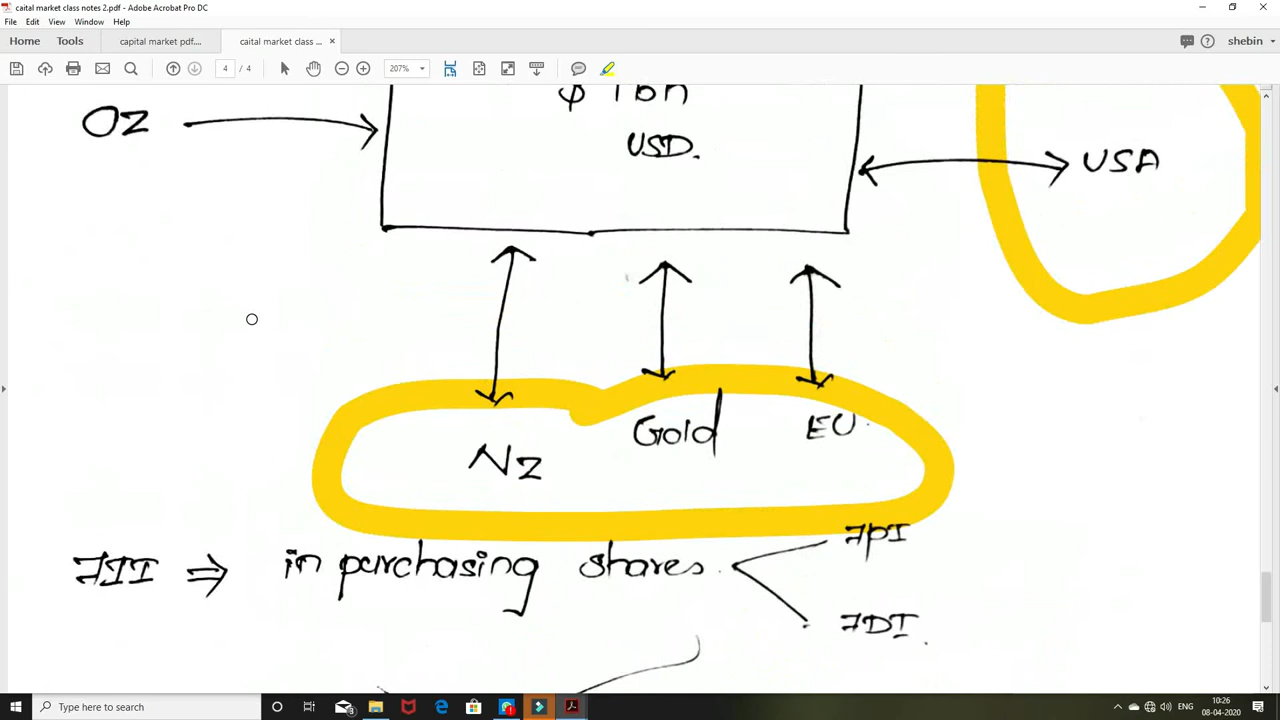 caital market class notes 2.pdf - Adobe Acrobat Pro DC
File Edit View Window Help
Home Tools capital market pdf.... caital market class ... × shebin
4 / 4 207%
$ 1bn
OZ
USD.
USA
Gold EU.
NZ
FII ⇒ in purchasing shares. FPI
FDI.
Type here to search
ENG 10:26
08-04-2020